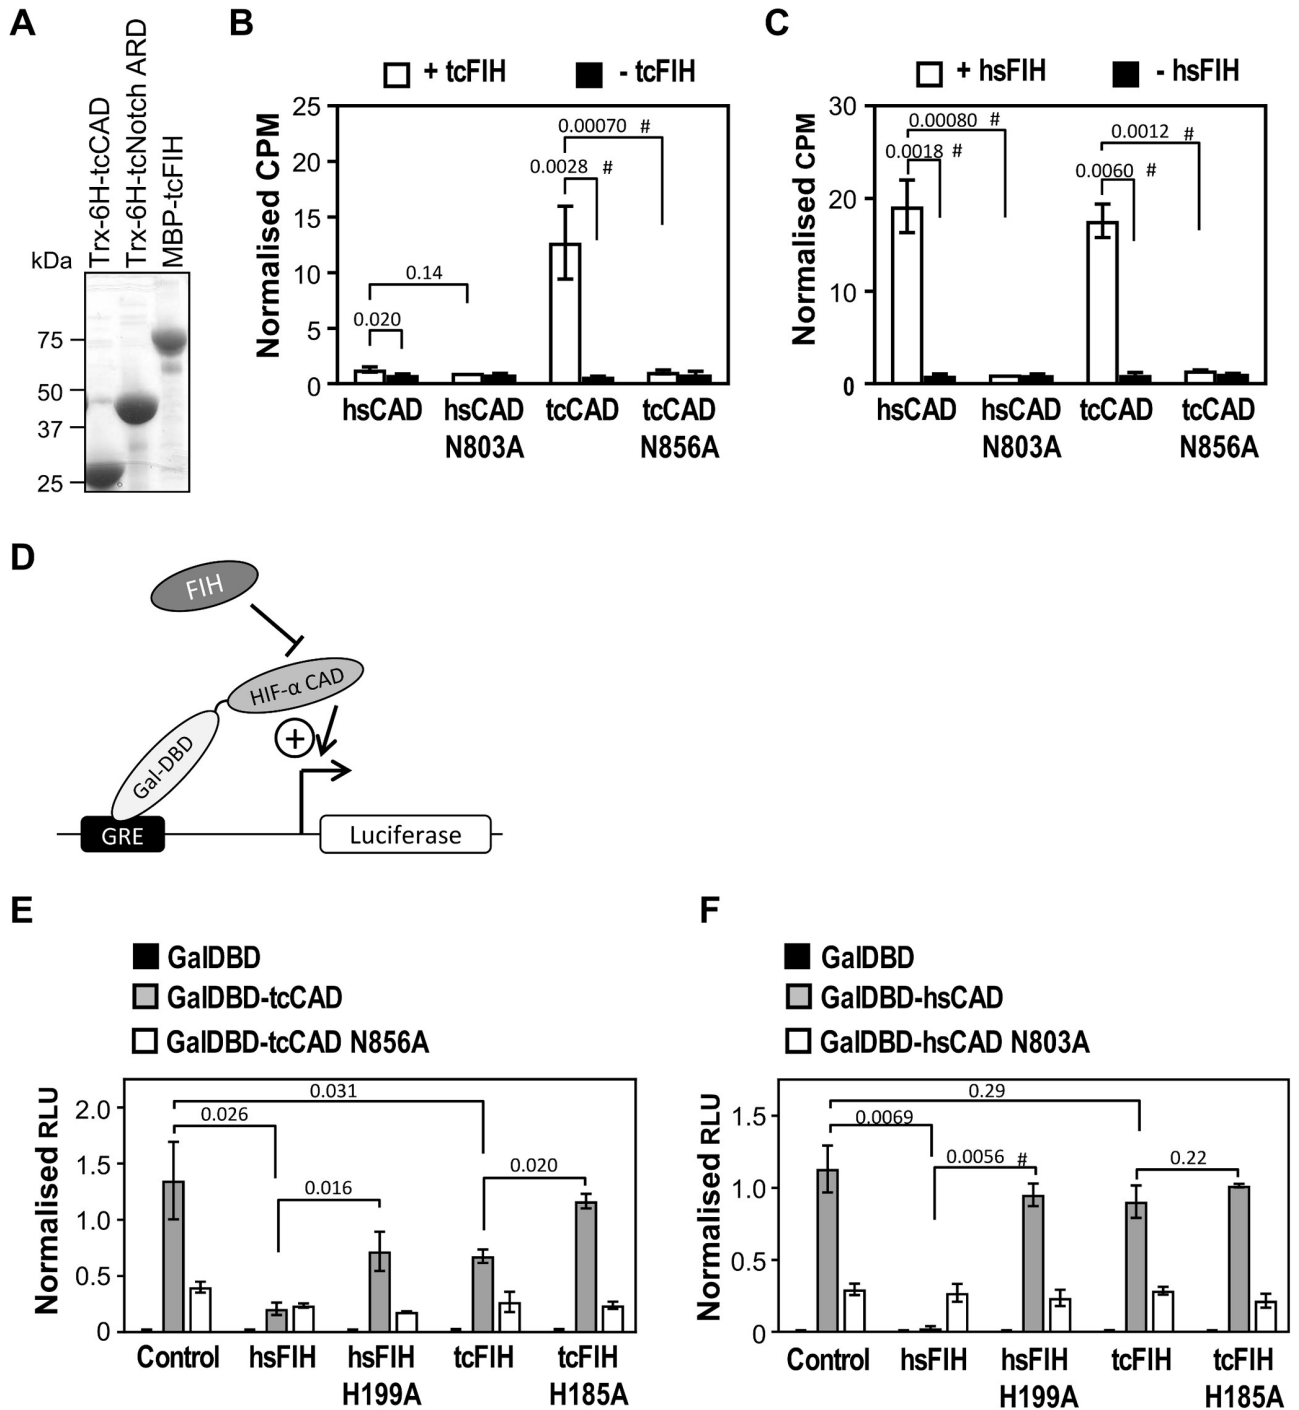 A
Trx-6H-tcCAD
Trx-6H-tcNotch ARD
MBP-tcFIH
kDa
75
50
37
25
B
+ tcFIH
- tcFIH
Normalised CPM
25
20
15
10
5
0
0.00070 #
0.0028 #
0.14
0.020
hsCAD
hsCAD
N803A
tcCAD
tcCAD
N856A
C
+ hsFIH
- hsFIH
Normalised CPM
30
20
10
0
0.00080 #
0.0018 #
0.0012 #
0.0060 #
hsCAD
hsCAD
N803A
tcCAD
tcCAD
N856A
D
FIH
HIF-α CAD
+
Gal-DBD
GRE
Luciferase
E
GalDBD
GalDBD-tcCAD
GalDBD-tcCAD N856A
Normalised RLU
2.0
1.5
1.0
0.5
0
0.031
0.026
0.016
0.020
Control
hsFIH
hsFIH
H199A
tcFIH
tcFIH
H185A
F
GalDBD
GalDBD-hsCAD
GalDBD-hsCAD N803A
Normalised RLU
1.5
1.0
0.5
0
0.29
0.0069
0.0056 #
0.22
Control
hsFIH
hsFIH
H199A
tcFIH
tcFIH
H185A